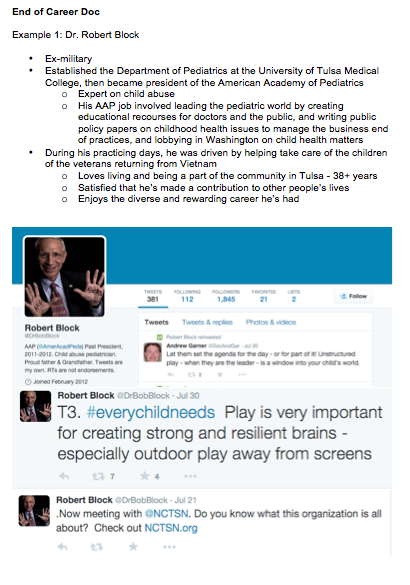 End of Career Doc
Example 1: Dr. Robert Block
• Ex-military
• Established the Department of Pediatrics at the University of Tulsa Medical
College, then became president of the American Academy of Pediatrics
o Expert on child abuse
o His AAP job involved leading the pediatric world by creating
educational recourses for doctors and the public, and writing public
policy papers on childhood health issues to manage the business end
of practices, and lobbying in Washington on child health matters
• During his practicing days, he was driven by helping take care of the children
of the veterans returning from Vietnam
o Loves living and being a part of the community in Tulsa - 38+ years
o Satisfied that he's made a contribution to other people's lives
o Enjoys the diverse and rewarding career he's had
TWEETS FOLLOWING FOLLOWERS FAVORITES LISTS
381 112 1,845 21 2
Follow
Robert Block
@DrBobBlock
AAP (@AmerAcadPeds) Past President,
2011-2012. Child abuse pediatrician.
Proud father & Grandfather. Tweets are
my own. RTs are not endorsements.
Joined February 2012
Tweets Tweets & replies Photos & videos
Robert Block retweeted
Andrew Garner Jul 30
Let them set the agenda for the day - or for part of it! Unstructured
play - when they are the leader - is a window into your child's world.
Robert Block @DrBobBlock · Jul 30
T3. #everychildneeds Play is very important
for creating strong and resilient brains -
especially outdoor play away from screens
7 4
Robert Block @DrBobBlock · Jul 21
.Now meeting with @NCTSN. Do you know what this organization is all
about? Check out NCTSN.org